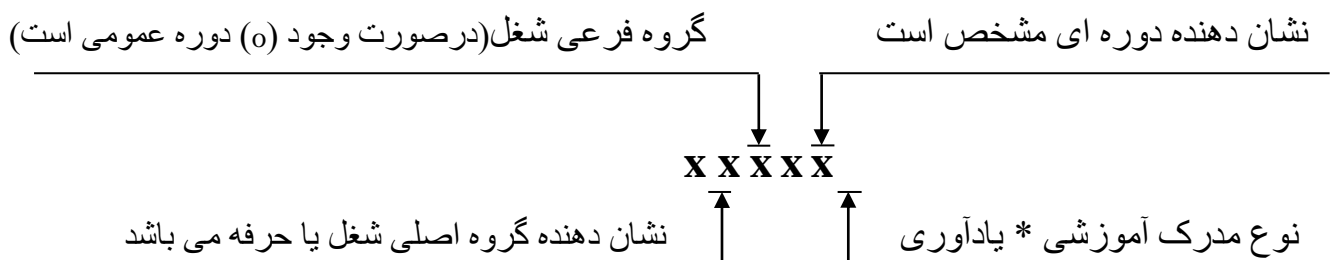 نشان دهنده دوره ای مشخص است
گروه فرعی شغل(درصورت وجود (o) دوره عمومی است)
x x x x x
نوع مدرک آموزشی * یادآوری
نشان دهنده گروه اصلی شغل یا حرفه می باشد